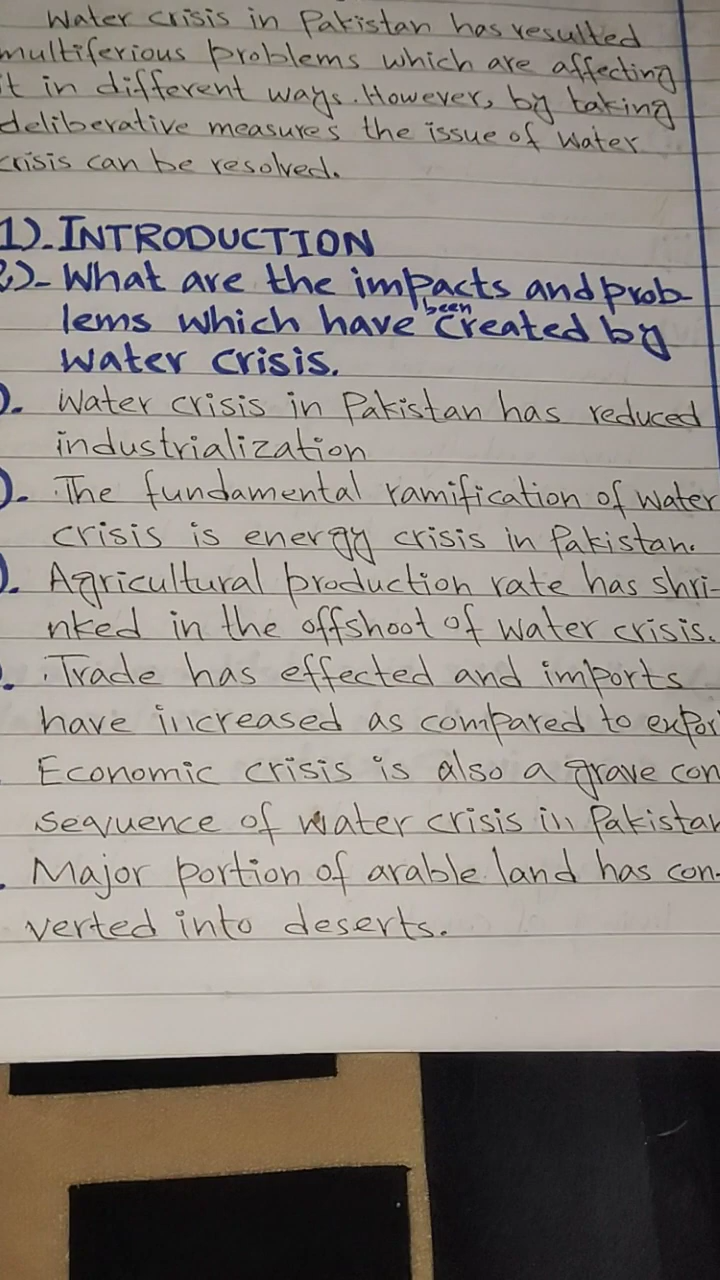 Water crisis in Pakistan has resulted
multiferious problems which are affecting
it in different ways. However, by taking
deliberative measures the issue of water
crisis can be resolved.
1). INTRODUCTION
2)- What are the impacts and prob-
lems which have been created by
water crisis.
Water crisis in Pakistan has reduced
industrialization
The fundamental ramification of water
crisis is energy crisis in Pakistan.
Agricultural production rate has shri-
nked in the offshoot of water crisis.
Trade has effected and imports
have increased as compared to expor
Economic crisis is also a grave con
sequence of water crisis in Pakistan
Major portion of arable land has con-
verted into deserts.